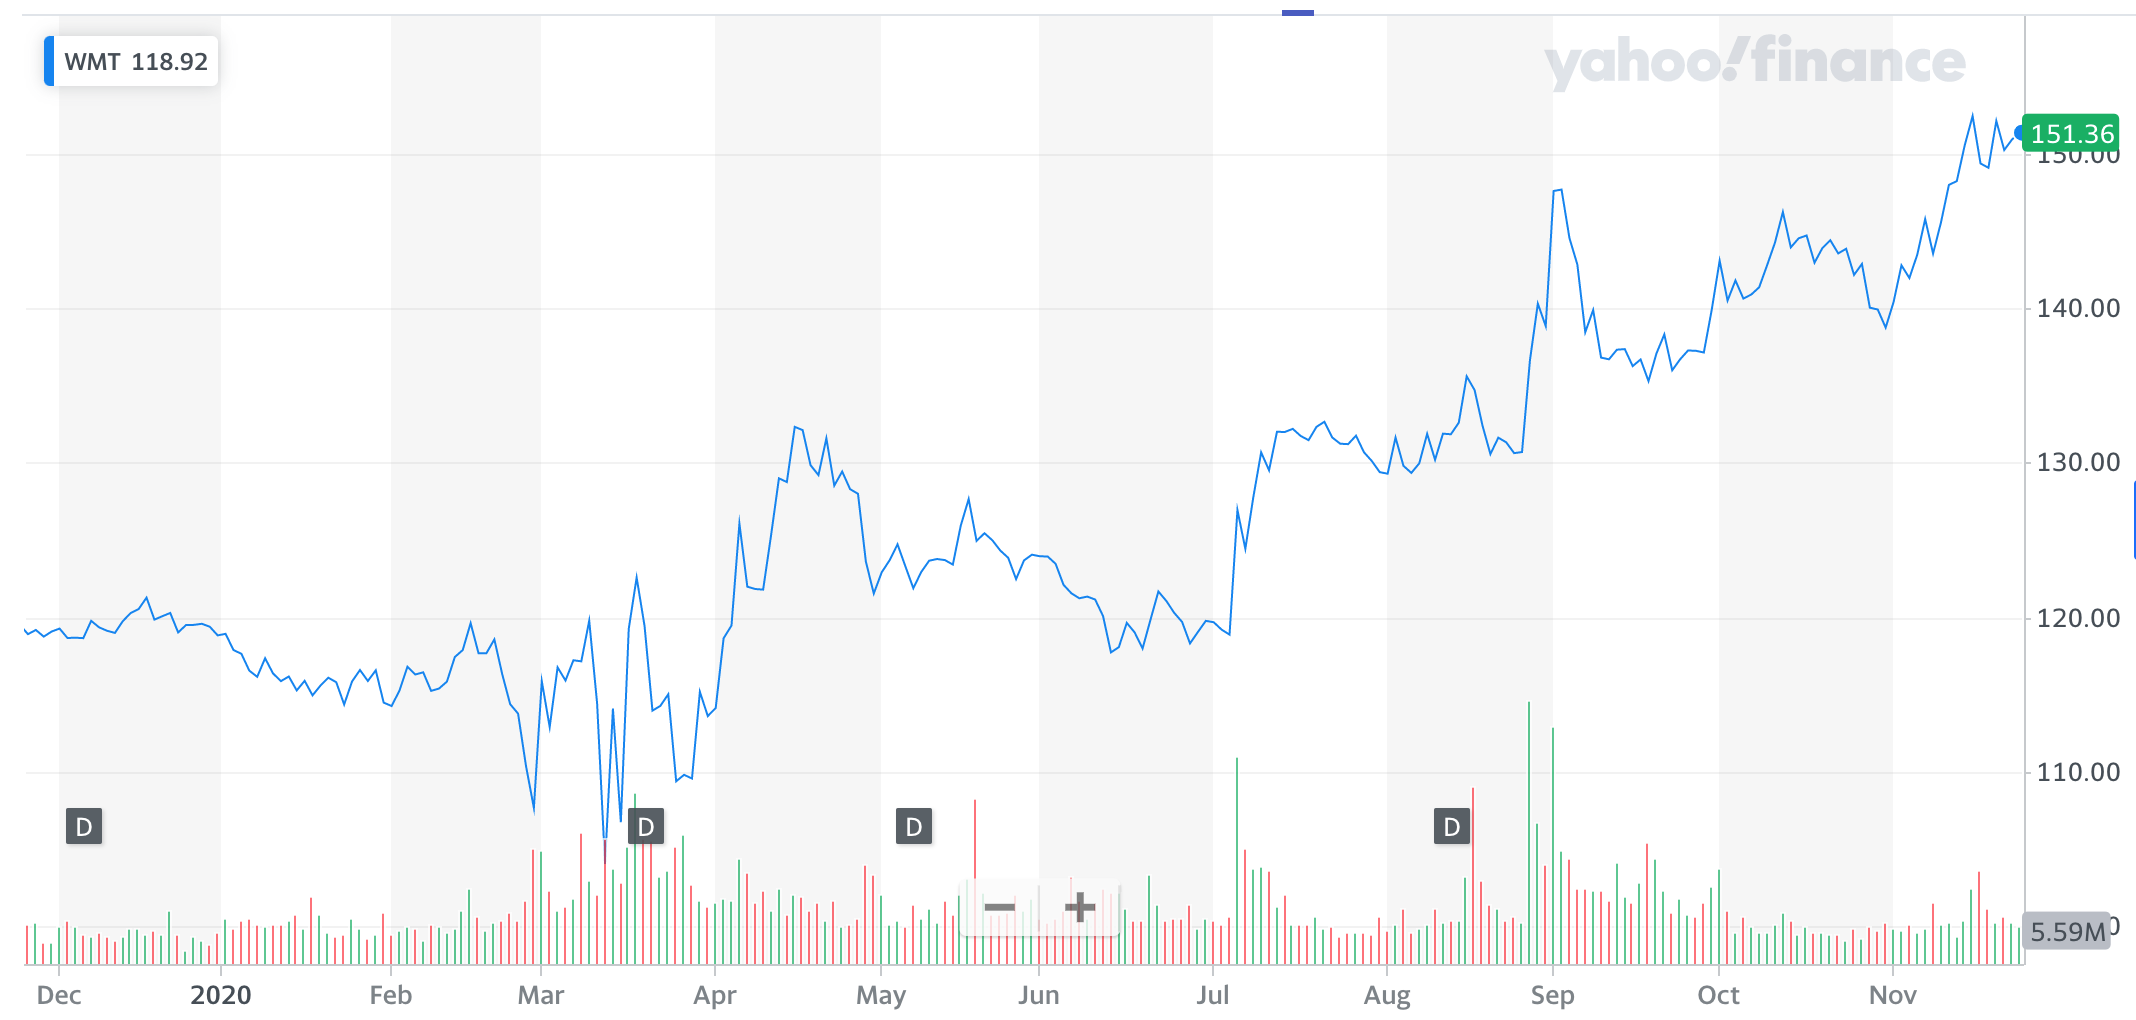 WMT 118.92
yahoo!finance
151.36
150.00
140.00
130.00
120.00
110.00
D D D D
5.59M
Dec 2020 Feb Mar Apr May Jun Jul Aug Sep Oct Nov